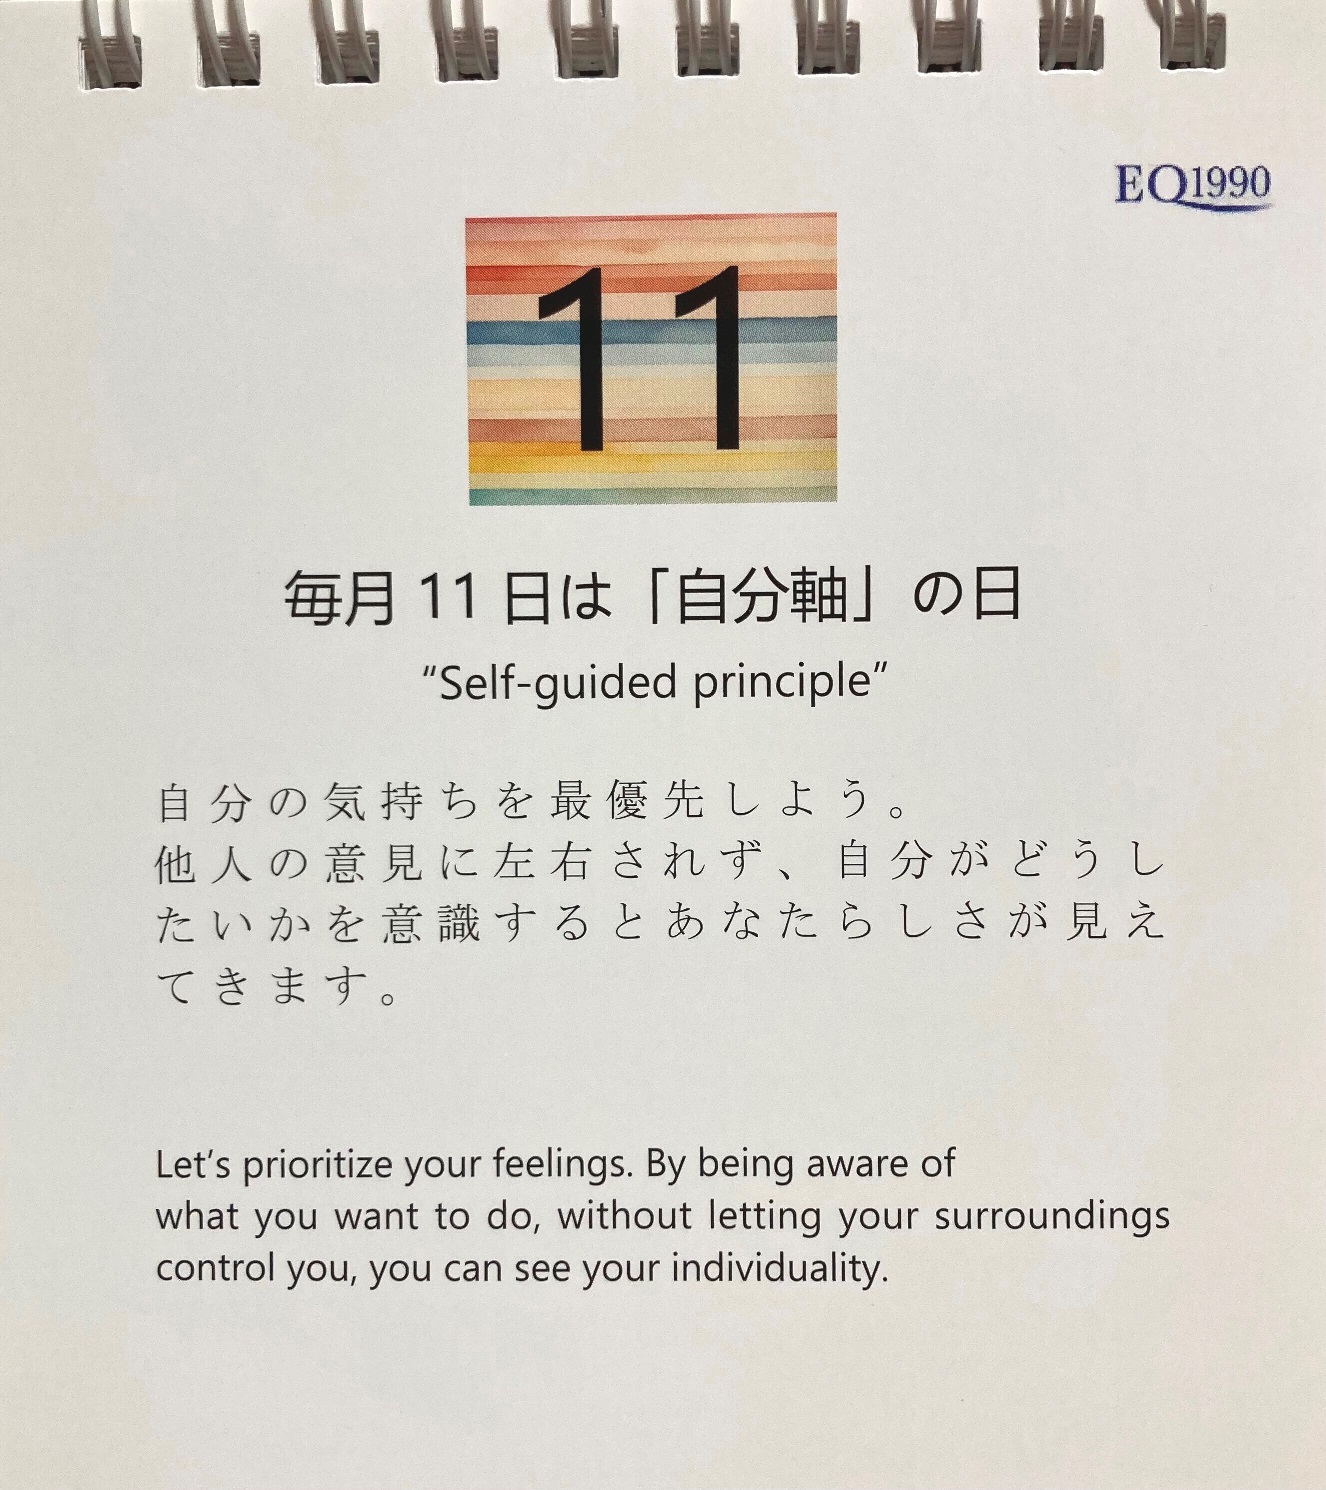 EQ1990
11
毎月 11 日は「自分軸」の日
“Self-guided principle”
自分の気持ちを最優先しよう。
他人の意見に左右されず、自分がどうし
たいかを意識するとあなたらしさが見え
てきます。
Let’s prioritize your feelings. By being aware of
what you want to do, without letting your surroundings
control you, you can see your individuality.